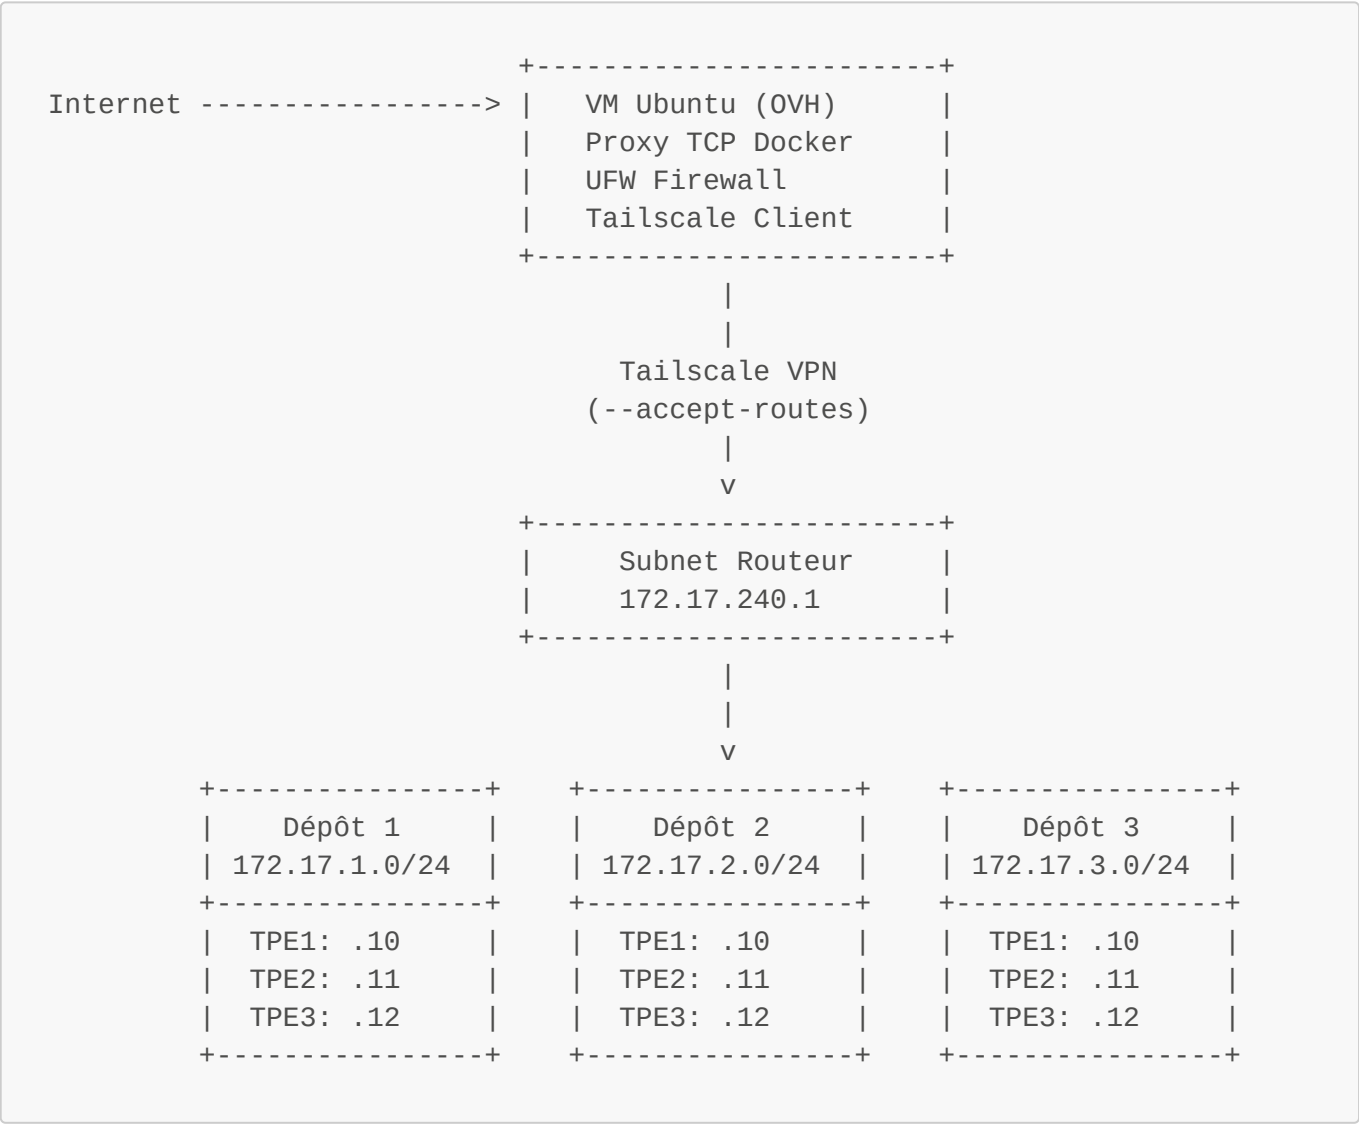 +------------------------+
Internet -----------------> |   VM Ubuntu (OVH)      |
                            |   Proxy TCP Docker     |
                            |   UFW Firewall         |
                            |   Tailscale Client     |
                            +------------------------+
                                        |
                                        |
                                  Tailscale VPN
                                (--accept-routes)
                                        |
                                        v
                            +------------------------+
                            |     Subnet Routeur     |
                            |     172.17.240.1       |
                            +------------------------+
                                        |
                                        |
                                        v
         +----------------+    +----------------+    +----------------+
         |    Dépôt 1     |    |    Dépôt 2     |    |    Dépôt 3     |
         | 172.17.1.0/24  |    | 172.17.2.0/24  |    | 172.17.3.0/24  |
         +----------------+    +----------------+    +----------------+
         |  TPE1: .10     |    |  TPE1: .10     |    |  TPE1: .10     |
         |  TPE2: .11     |    |  TPE2: .11     |    |  TPE2: .11     |
         |  TPE3: .12     |    |  TPE3: .12     |    |  TPE3: .12     |
         +----------------+    +----------------+    +----------------+